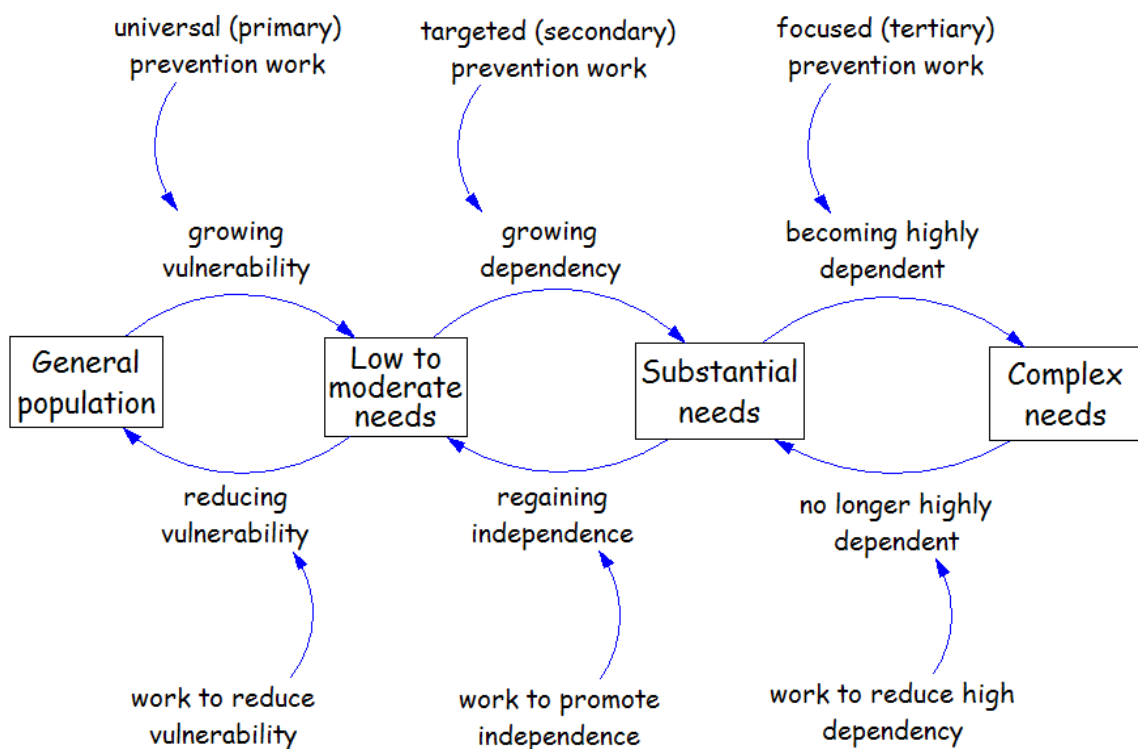 universal (primary)
prevention work
targeted (secondary)
prevention work
focused (tertiary)
prevention work
growing
vulnerability
growing
dependency
becoming highly
dependent
General
population
Low to
moderate
needs
Substantial
needs
Complex
needs
reducing
vulnerability
regaining
independence
no longer highly
dependent
work to reduce
vulnerability
work to promote
independence
work to reduce high
dependency